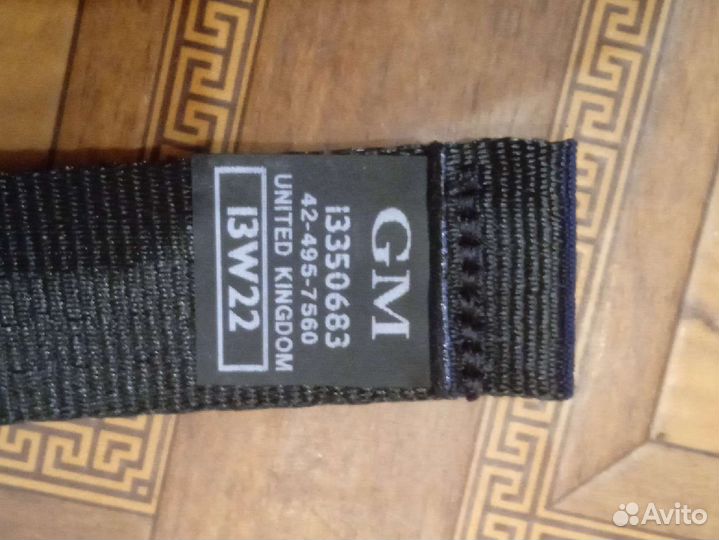 GM
13350683
42-495-7560
UNITED KINGDOM
13W22
Avito